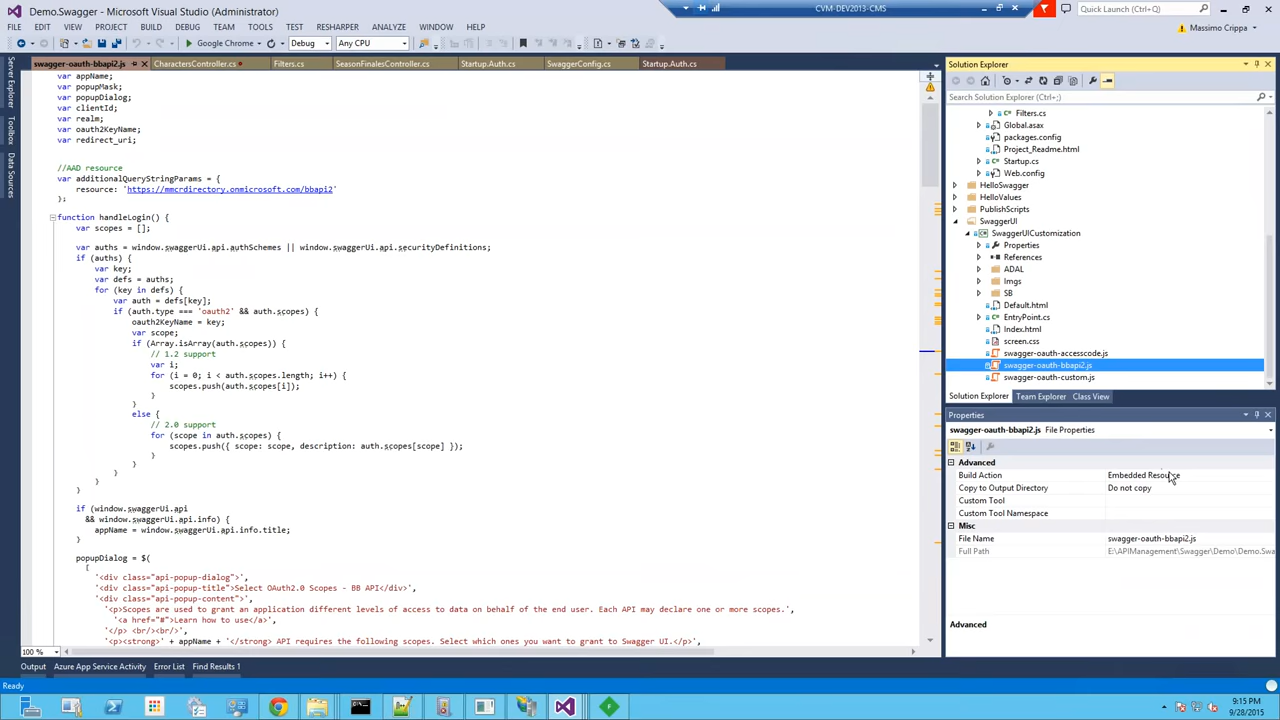 Demo.Swagger - Microsoft Visual Studio (Administrator)
CVM-DEV2013-CMS
Quick Launch (Ctrl+;)
FILE EDIT VIEW PROJECT BUILD DEBUG TEAM TOOLS TEST RESHARPER ANALYZE WINDOW HELP
Massimo Crippa
Google Chrome Debug Any CPU
Server Explorer
Toolbox
Data Sources
swagger-oauth-bbapi2.js CharactersController.cs Filters.cs SeasonFinalesController.cs Startup.Auth.cs SwaggerConfig.cs Startup.Auth.cs
var appName;
var popupMask;
var popupDialog;
var clientId;
var realm;
var oauth2KeyName;
var redirect_uri;
//AAD resource
var additionalQueryStringParams = {
resource: 'https://mmcrdirectory.onmicrosoft.com/bbapi2'
};
function handleLogin() {
var scopes = [];
var auths = window.swaggerUi.api.authSchemes || window.swaggerUi.api.securityDefinitions;
if (auths) {
var key;
var defs = auths;
for (key in defs) {
var auth = defs[key];
if (auth.type === 'oauth2' && auth.scopes) {
oauth2KeyName = key;
var scope;
if (Array.isArray(auth.scopes)) {
// 1.2 support
var i;
for (i = 0; i < auth.scopes.length; i++) {
scopes.push(auth.scopes[i]);
}
}
else {
// 2.0 support
for (scope in auth.scopes) {
scopes.push({ scope: scope, description: auth.scopes[scope] });
}
}
}
}
}
if (window.swaggerUi.api
&& window.swaggerUi.api.info) {
appName = window.swaggerUi.api.info.title;
}
popupDialog = $(
[
'<div class="api-popup-dialog">',
'<div class="api-popup-title">Select OAuth2.0 Scopes - BB API</div>',
'<div class="api-popup-content">',
'<p>Scopes are used to grant an application different levels of access to data on behalf of the end user. Each API may declare one or more scopes.',
'<a href="#">Learn how to use</a>',
'</p> <br/><br/>',
'<p><strong>' + appName + '</strong> API requires the following scopes. Select which ones you want to grant to Swagger UI.</p>',
100 %
Solution Explorer
Search Solution Explorer (Ctrl+;)
Filters.cs
Global.asax
packages.config
Project_Readme.html
Startup.cs
Web.config
HelloSwagger
HelloValues
PublishScripts
SwaggerUI
SwaggerUICustomization
Properties
References
ADAL
Imgs
SB
Default.html
EntryPoint.cs
Index.html
screen.css
swagger-oauth-accesscode.js
swagger-oauth-bbapi2.js
swagger-oauth-custom.js
Solution Explorer Team Explorer Class View
Properties
swagger-oauth-bbapi2.js File Properties
Advanced
Build Action Embedded Resource
Copy to Output Directory Do not copy
Custom Tool
Custom Tool Namespace
Misc
File Name swagger-oauth-bbapi2.js
Full Path E:\APIManagement\Swagger\Demo\Demo.Swa
Advanced
Output Azure App Service Activity Error List Find Results 1
Ready
9:15 PM
9/28/2015